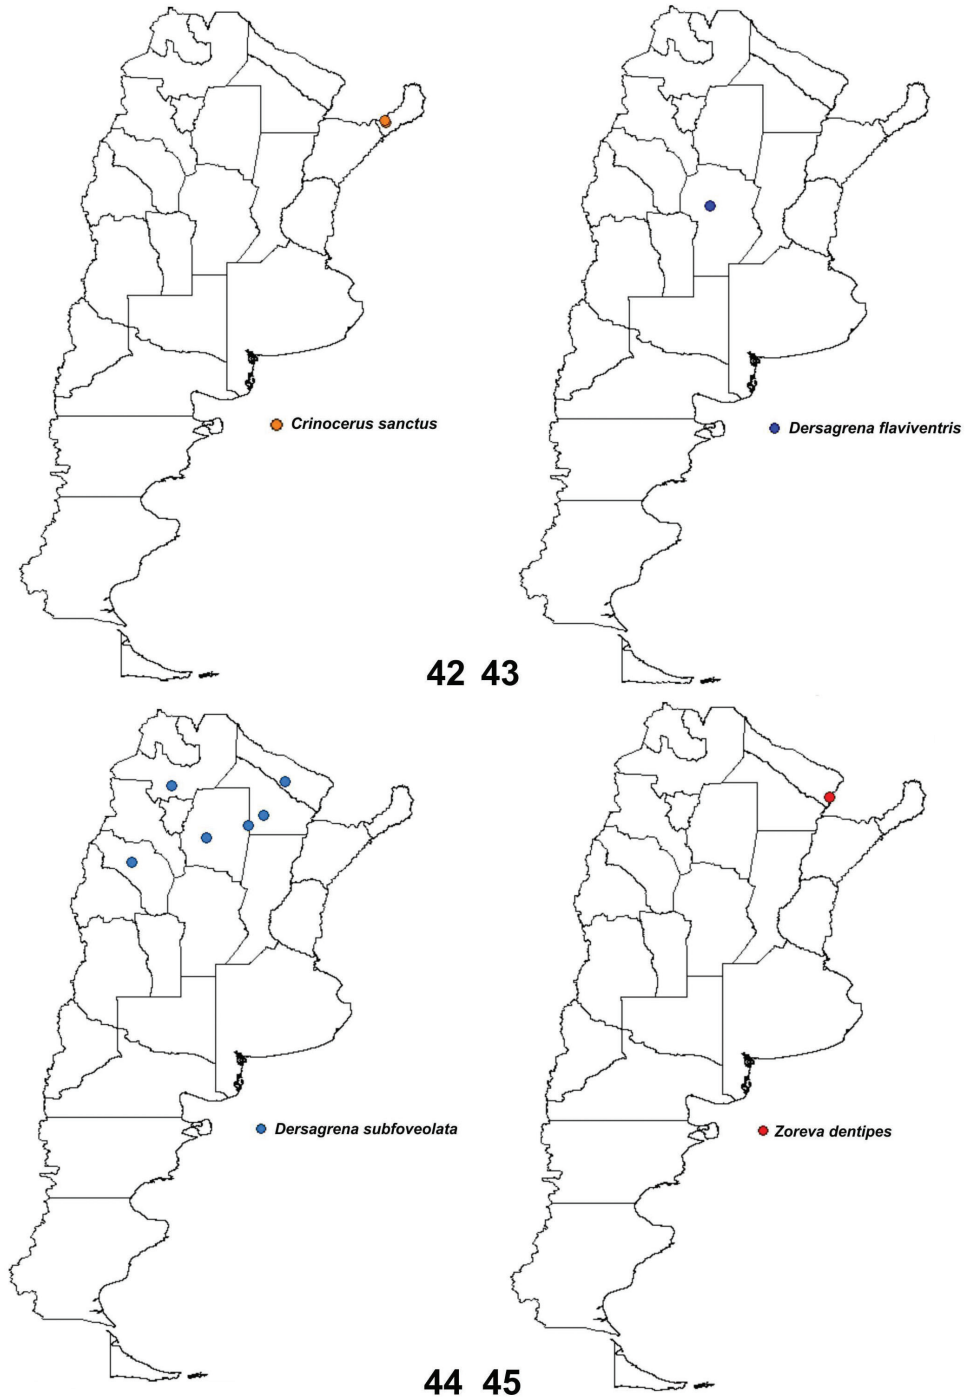 Crinocerus sanctus
Dersagrena flaviventris
42 43
Dersagrena subfoveolata
Zoreva dentipes
44 45